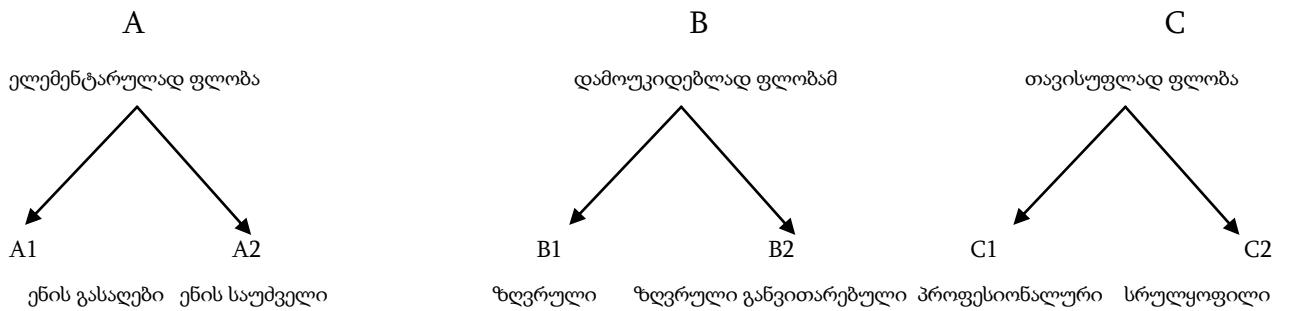 A B C
ელემენტარულად ფლობა დამოუკიდებლად ფლობამ თავისუფლად ფლობა
A1 A2 B1 B2 C1 C2
ენის გასაღები ენის საუძველი ზღვრული ზღვრული განვითარებული პროფესიონალური სრულყოფილი